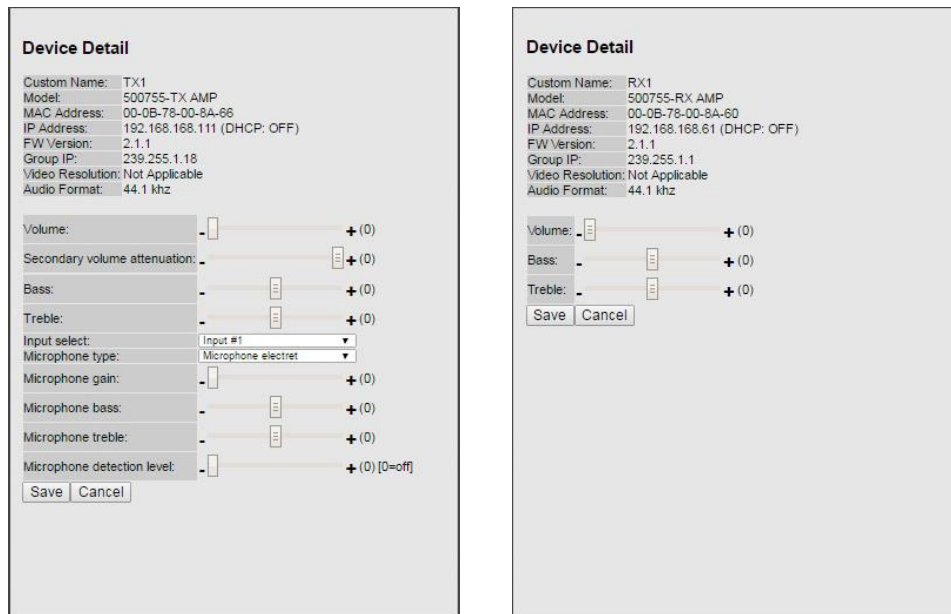 Device Detail
Custom Name: TX1
Model: 500755-TX AMP
MAC Address: 00-0B-78-00-8A-66
IP Address: 192.168.168.111 (DHCP: OFF)
FW Version: 2.1.1
Group IP: 239.255.1.18
Video Resolution: Not Applicable
Audio Format: 44.1 khz
Volume: - + (0)
Secondary volume attenuation: - + (0)
Bass: - + (0)
Treble: - + (0)
Input select: Input #1
Microphone type: Microphone electret
Microphone gain: - + (0)
Microphone bass: - + (0)
Microphone treble: - + (0)
Microphone detection level: - + (0) [0=off]
Save Cancel
Device Detail
Custom Name: RX1
Model: 500755-RX AMP
MAC Address: 00-0B-78-00-8A-60
IP Address: 192.168.168.61 (DHCP: OFF)
FW Version: 2.1.1
Group IP: 239.255.1.1
Video Resolution: Not Applicable
Audio Format: 44.1 khz
Volume: - + (0)
Bass: - + (0)
Treble: - + (0)
Save Cancel